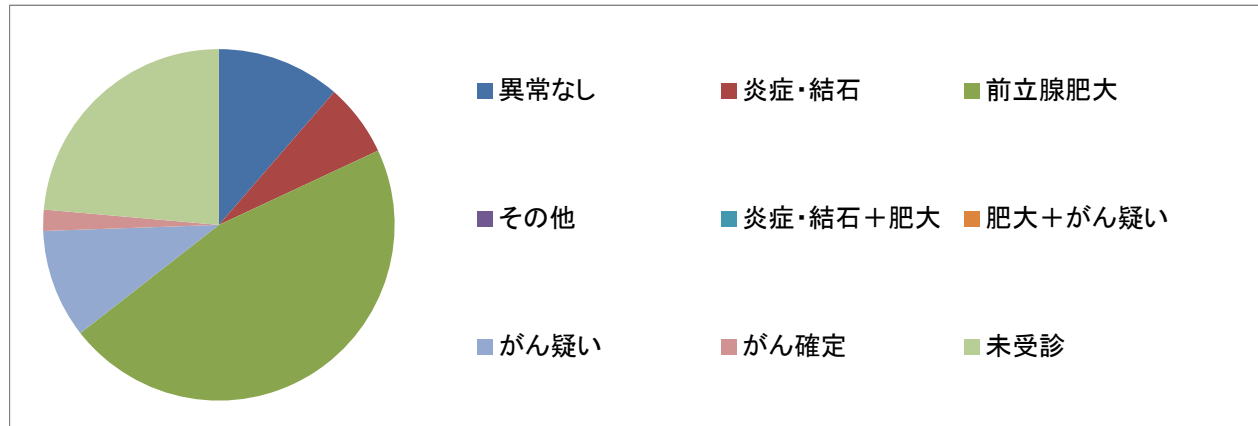 異常なし 炎症・結石 前立腺肥大
その他 炎症・結石＋肥大 肥大＋がん疑い
がん疑い がん確定 未受診